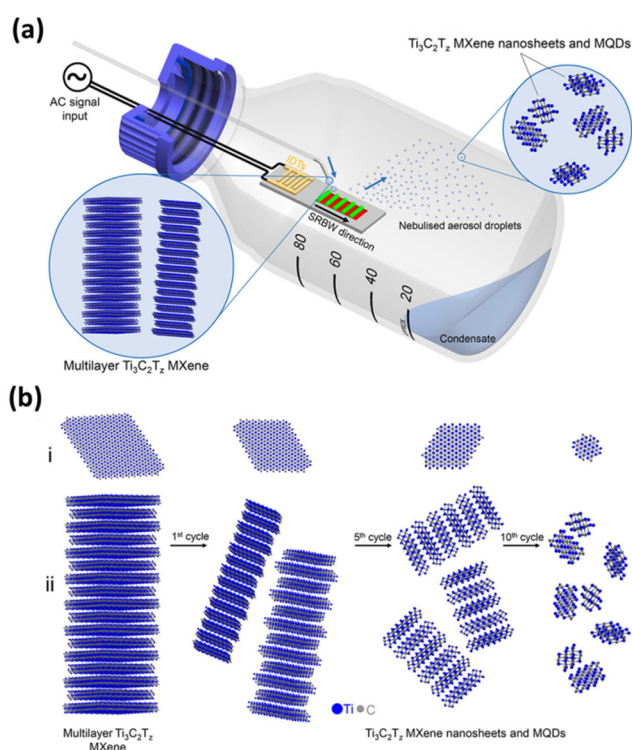 (a)
Ti3C2Tz MXene nanosheets and MQDs
AC signal
input
IDTs
SRBW direction
Nebulised aerosol droplets
80
60
40
20
Condensate
Multilayer Ti3C2Tz MXene
(b)
i
1st cycle
5th cycle
10th cycle
ii
Ti
C
Multilayer Ti3C2Tz
MXene
Ti3C2Tz MXene nanosheets and MQDs